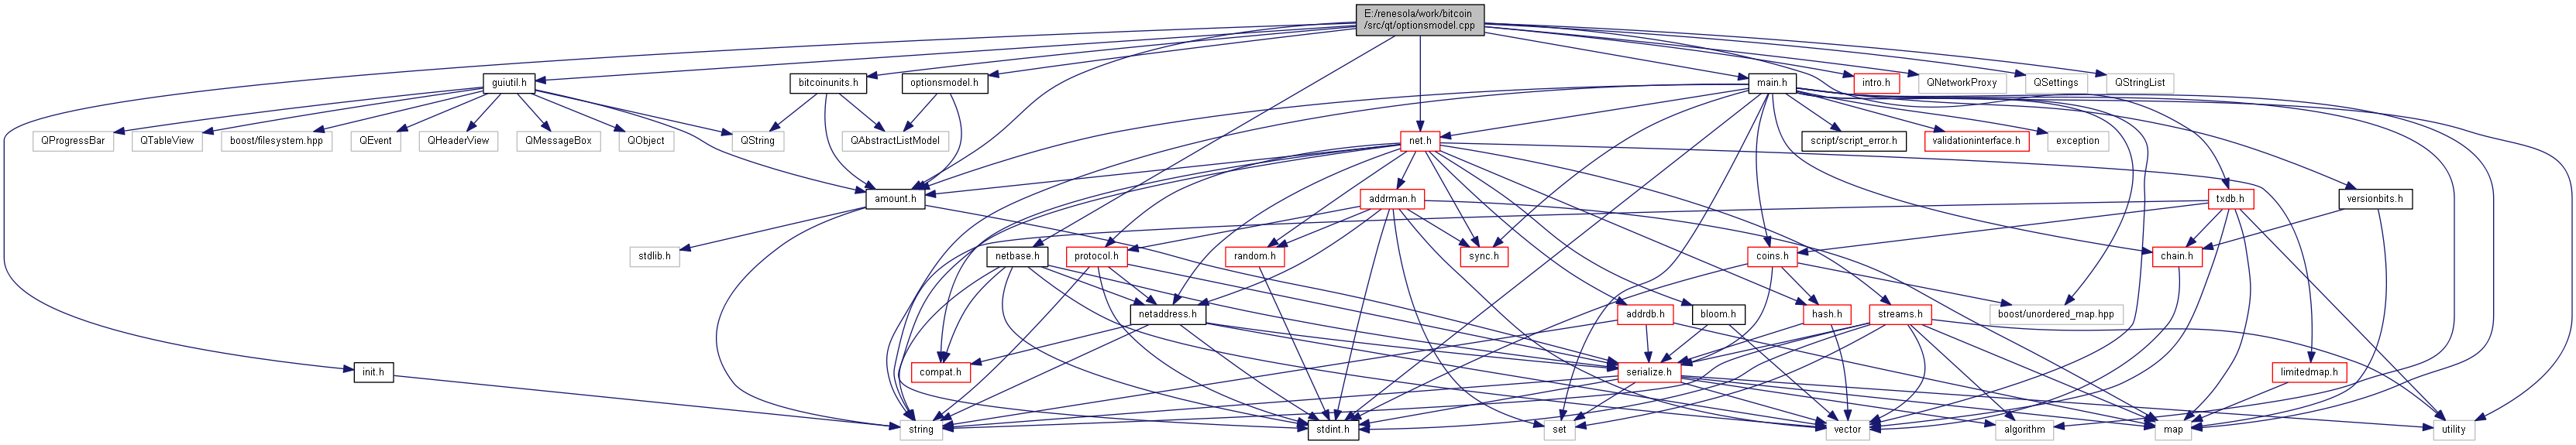 E:/renesola/work/bitcoin
/src/qt/optionsmodel.cpp
guiutil.h
bitcoinunits.h
optionsmodel.h
main.h
intro.h
QNetworkProxy
QSettings
QStringList
QProgressBar
QTableView
boost/filesystem.hpp
QEvent
QHeaderView
QMessageBox
QObject
QString
QAbstractListModel
net.h
script/script_error.h
validationinterface.h
exception
amount.h
addrman.h
txdb.h
versionbits.h
stdlib.h
netbase.h
protocol.h
random.h
sync.h
coins.h
chain.h
netaddress.h
addrdb.h
bloom.h
hash.h
streams.h
boost/unordered_map.hpp
init.h
compat.h
serialize.h
limitedmap.h
string
stdint.h
set
vector
algorithm
map
utility